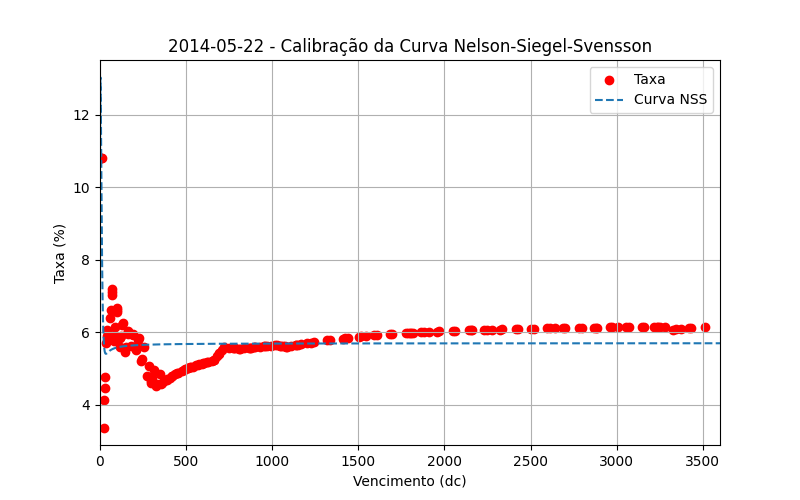 2014-05-22 - Calibração da Curva Nelson-Siegel-Svensson
Taxa
Curva NSS
Taxa (%)
12
10
8
6
4
0 500 1000 1500 2000 2500 3000 3500
Vencimento (dc)